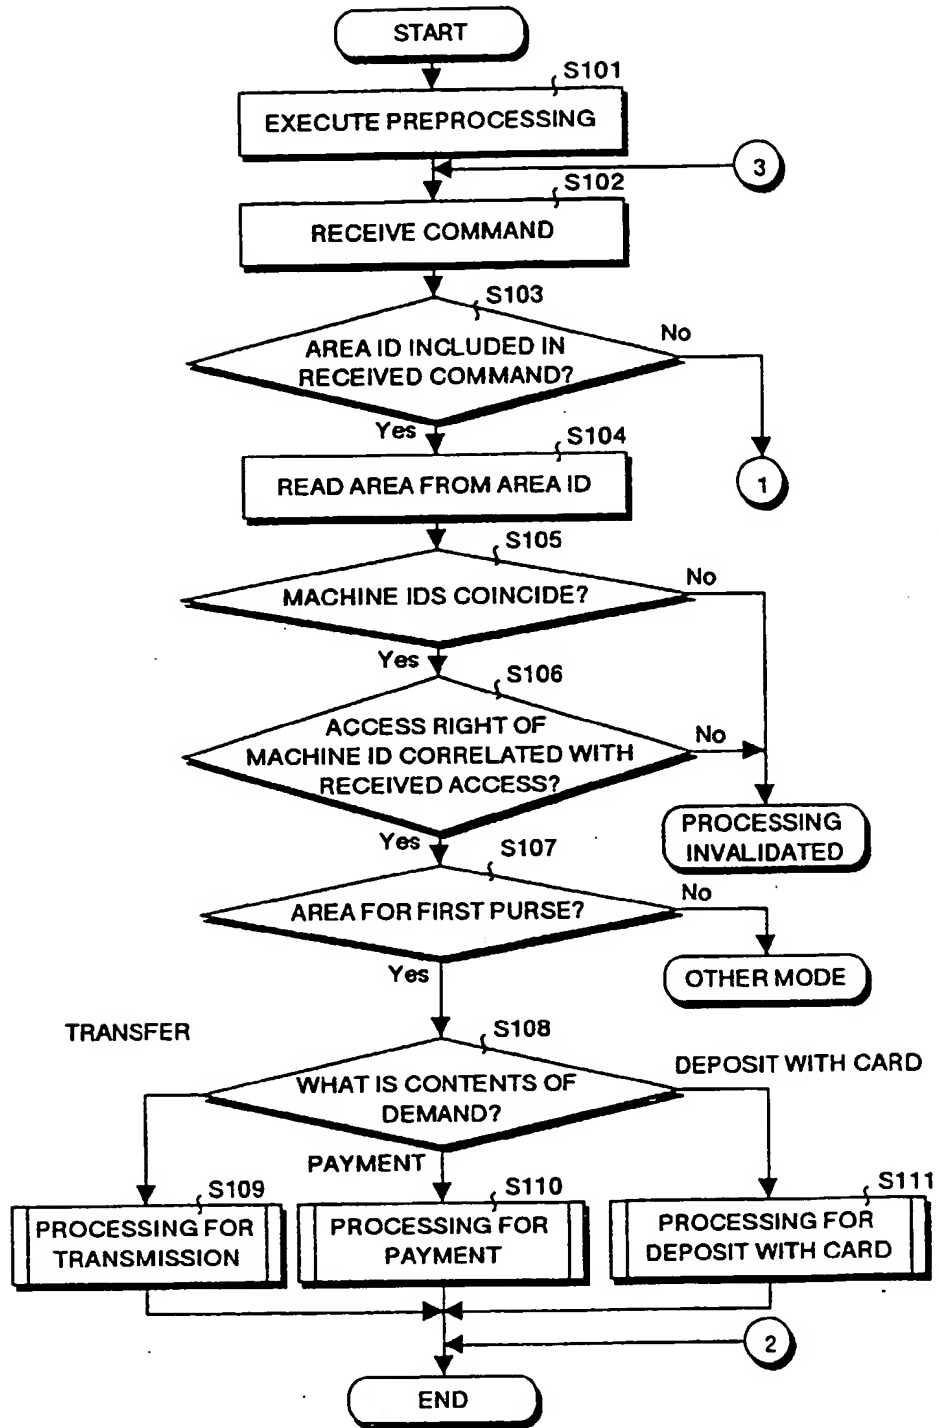 START
S101
EXECUTE PREPROCESSING
3
S102
RECEIVE COMMAND
S103
No
AREA ID INCLUDED IN
RECEIVED COMMAND?
Yes
S104
READ AREA FROM AREA ID
1
S105
No
MACHINE IDS COINCIDE?
Yes
S106
ACCESS RIGHT OF
MACHINE ID CORRELATED WITH
RECEIVED ACCESS?
No
PROCESSING
INVALIDATED
Yes
S107
No
AREA FOR FIRST PURSE?
Yes
OTHER MODE
TRANSFER
S108
DEPOSIT WITH CARD
WHAT IS CONTENTS OF
DEMAND?
PAYMENT
S109
PROCESSING FOR
TRANSMISSION
S110
PROCESSING FOR
PAYMENT
S111
PROCESSING FOR
DEPOSIT WITH CARD
2
END